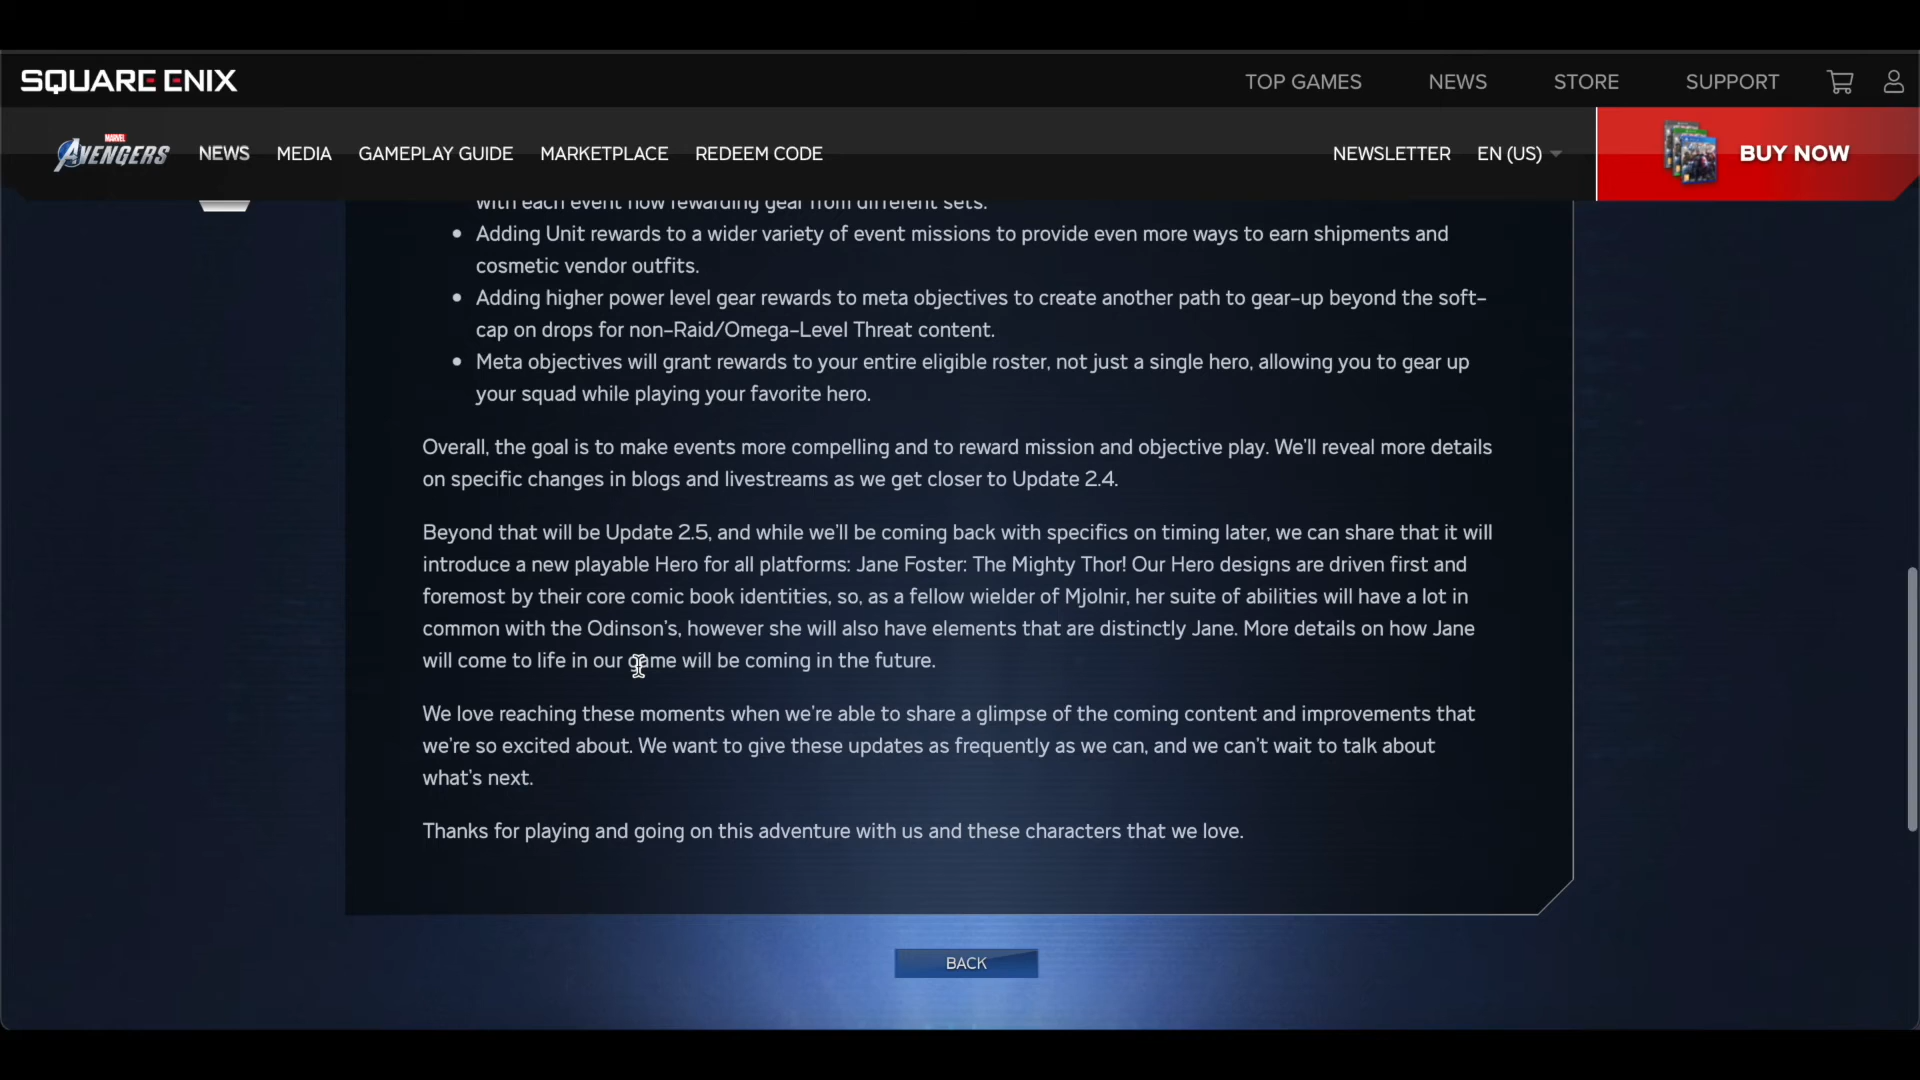 SQUARE ENIX
TOP GAMES NEWS STORE SUPPORT
MARVEL
AVENGERS
NEWS MEDIA GAMEPLAY GUIDE MARKETPLACE REDEEM CODE
NEWSLETTER EN (US) BUY NOW
with each event now rewarding gear from different sets.
• Adding Unit rewards to a wider variety of event missions to provide even more ways to earn shipments and
cosmetic vendor outfits.
• Adding higher power level gear rewards to meta objectives to create another path to gear-up beyond the soft-
cap on drops for non-Raid/Omega-Level Threat content.
• Meta objectives will grant rewards to your entire eligible roster, not just a single hero, allowing you to gear up
your squad while playing your favorite hero.
Overall, the goal is to make events more compelling and to reward mission and objective play. We'll reveal more details
on specific changes in blogs and livestreams as we get closer to Update 2.4.
Beyond that will be Update 2.5, and while we'll be coming back with specifics on timing later, we can share that it will
introduce a new playable Hero for all platforms: Jane Foster: The Mighty Thor! Our Hero designs are driven first and
foremost by their core comic book identities, so, as a fellow wielder of Mjolnir, her suite of abilities will have a lot in
common with the Odinson's, however she will also have elements that are distinctly Jane. More details on how Jane
will come to life in our game will be coming in the future.
We love reaching these moments when we're able to share a glimpse of the coming content and improvements that
we're so excited about. We want to give these updates as frequently as we can, and we can't wait to talk about
what's next.
Thanks for playing and going on this adventure with us and these characters that we love.
BACK